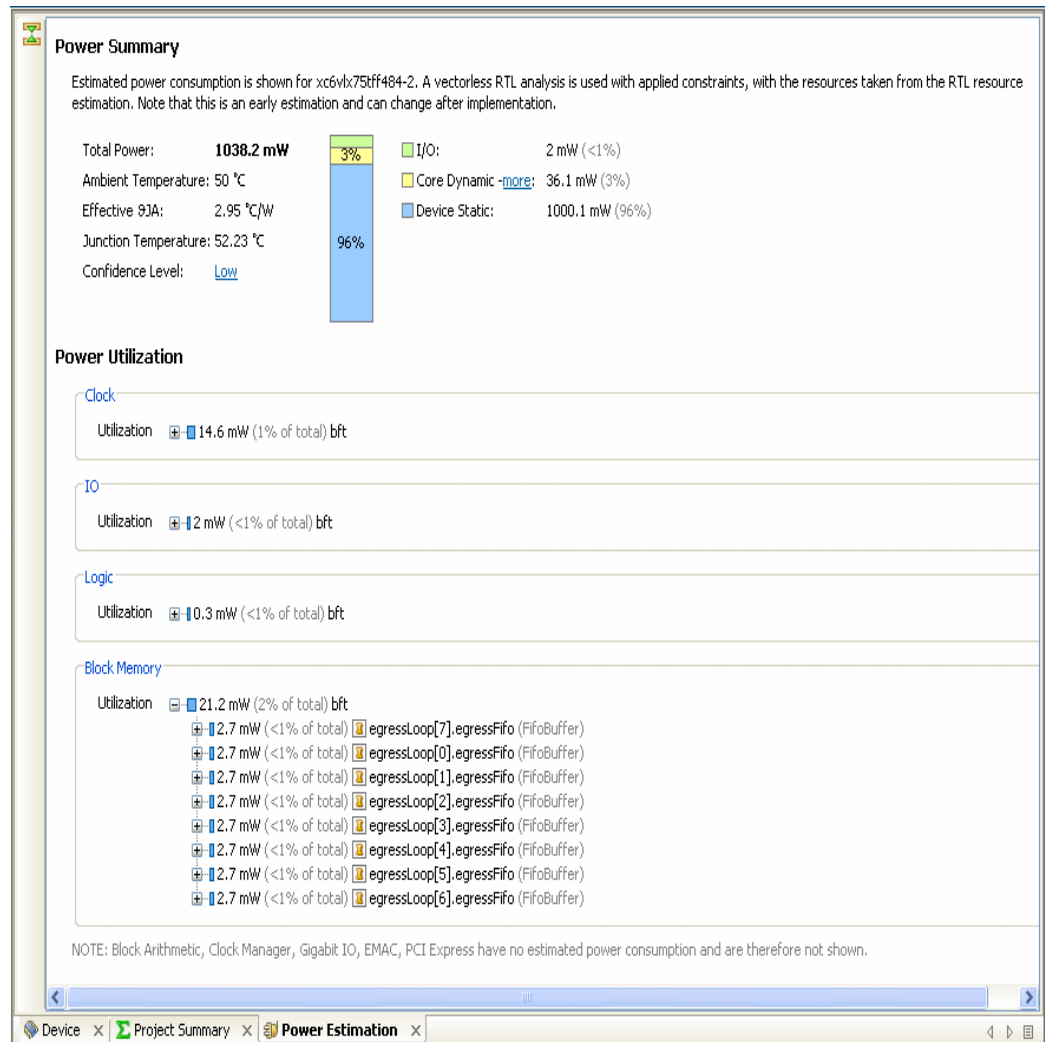 Power Summary
Estimated power consumption is shown for xc6vlx75tff484-2. A vectorless RTL analysis is used with applied constraints, with the resources taken from the RTL resource
estimation. Note that this is an early estimation and can change after implementation.
Total Power: 1038.2 mW 3% I/O: 2 mW (<1%)
Ambient Temperature: 50 °C Core Dynamic -more: 36.1 mW (3%)
Effective ϑJA: 2.95 °C/W Device Static: 1000.1 mW (96%)
Junction Temperature: 52.23 °C 96%
Confidence Level: Low
Power Utilization
Clock
Utilization 14.6 mW (1% of total) bft
IO
Utilization 2 mW (<1% of total) bft
Logic
Utilization 0.3 mW (<1% of total) bft
Block Memory
Utilization 21.2 mW (2% of total) bft
2.7 mW (<1% of total) egressLoop[7].egressFifo (FifoBuffer)
2.7 mW (<1% of total) egressLoop[0].egressFifo (FifoBuffer)
2.7 mW (<1% of total) egressLoop[1].egressFifo (FifoBuffer)
2.7 mW (<1% of total) egressLoop[2].egressFifo (FifoBuffer)
2.7 mW (<1% of total) egressLoop[3].egressFifo (FifoBuffer)
2.7 mW (<1% of total) egressLoop[4].egressFifo (FifoBuffer)
2.7 mW (<1% of total) egressLoop[5].egressFifo (FifoBuffer)
2.7 mW (<1% of total) egressLoop[6].egressFifo (FifoBuffer)
NOTE: Block Arithmetic, Clock Manager, Gigabit IO, EMAC, PCI Express have no estimated power consumption and are therefore not shown.
Device X Project Summary X Power Estimation X